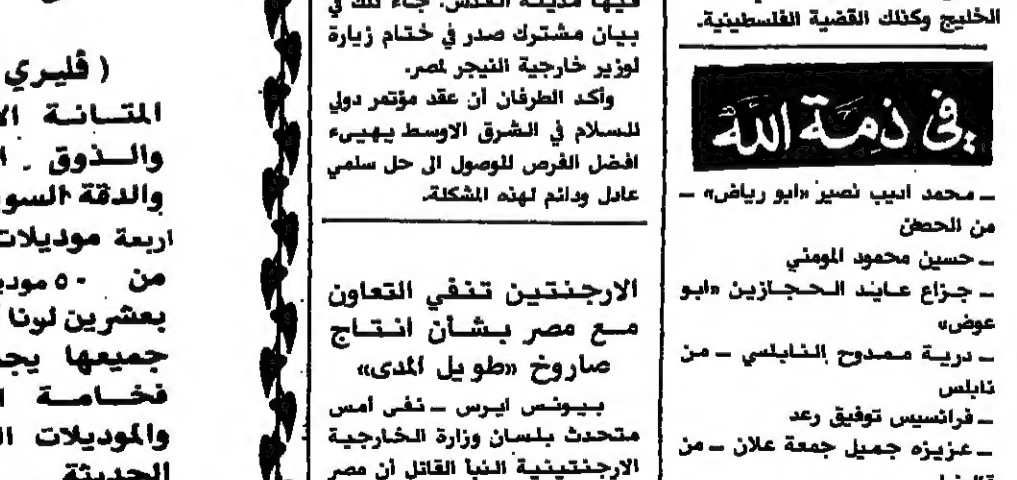 الخليج وكذلك القضية الفلسطينية.
في ذمة الله
ـ محمد اديب نصير «ابو رياض» ـ
من الحصن
ـ حسين محمود المومني
ـ جزاع عايد الحجازين «ابو
عوض»
ـ درية ممدوح النابلسي ـ من
نابلس
ـ فرانسيس توفيق رعد
ـ عزيزه جميل جمعة علان ـ من
فيها مدينة القدس. جاء ذلك في
بيان مشترك صدر في ختام زيارة
لوزير خارجية النيجر لمصر.
وأكد الطرفان أن عقد مؤتمر دولي
للسلام في الشرق الاوسط يهيىء
افضل الفرص للوصول الى حل سلمي
عادل ودائم لهذه المشكلة.
الارجنتين تنفي التعاون
مع مصر بشأن انتاج
صاروخ «طويل المدى»
بيونس ايرس ـ نفى أمس
متحدث بلسان وزارة الخارجية
الارجنتينية النبأ القائل أن مصر
( ڤليري
المتانة
والذوق
والدقة
اربعة موديلات
من ٥٠
بعشرين لونا
جميعها
فخامة
والموديلات
الحديثة